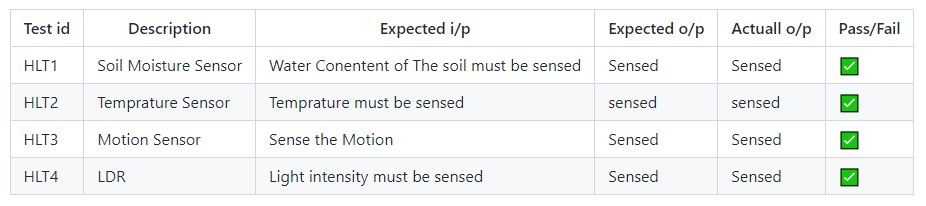 Test id Description Expected i/p Expected o/p Actuall o/p Pass/Fail
HLT1 Soil Moisture Sensor Water Conentent of The soil must be sensed Sensed Sensed ✅
HLT2 Temprature Sensor Temprature must be sensed sensed sensed ✅
HLT3 Motion Sensor Sense the Motion Sensed Sensed ✅
HLT4 LDR Light intensity must be sensed Sensed Sensed ✅